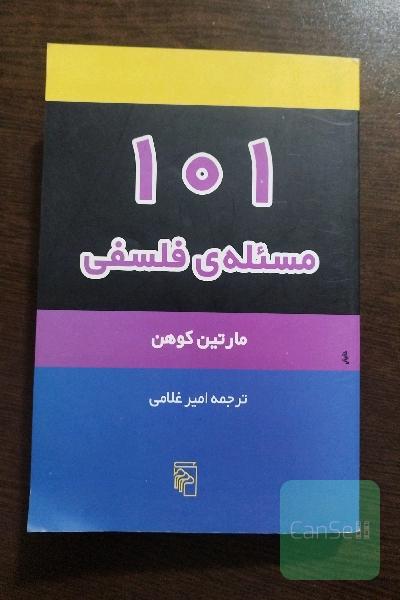 ۱۰۱
مسئله‌ی فلسفی
مارتین کوهن
ترجمه امیر غلامی
CanSell